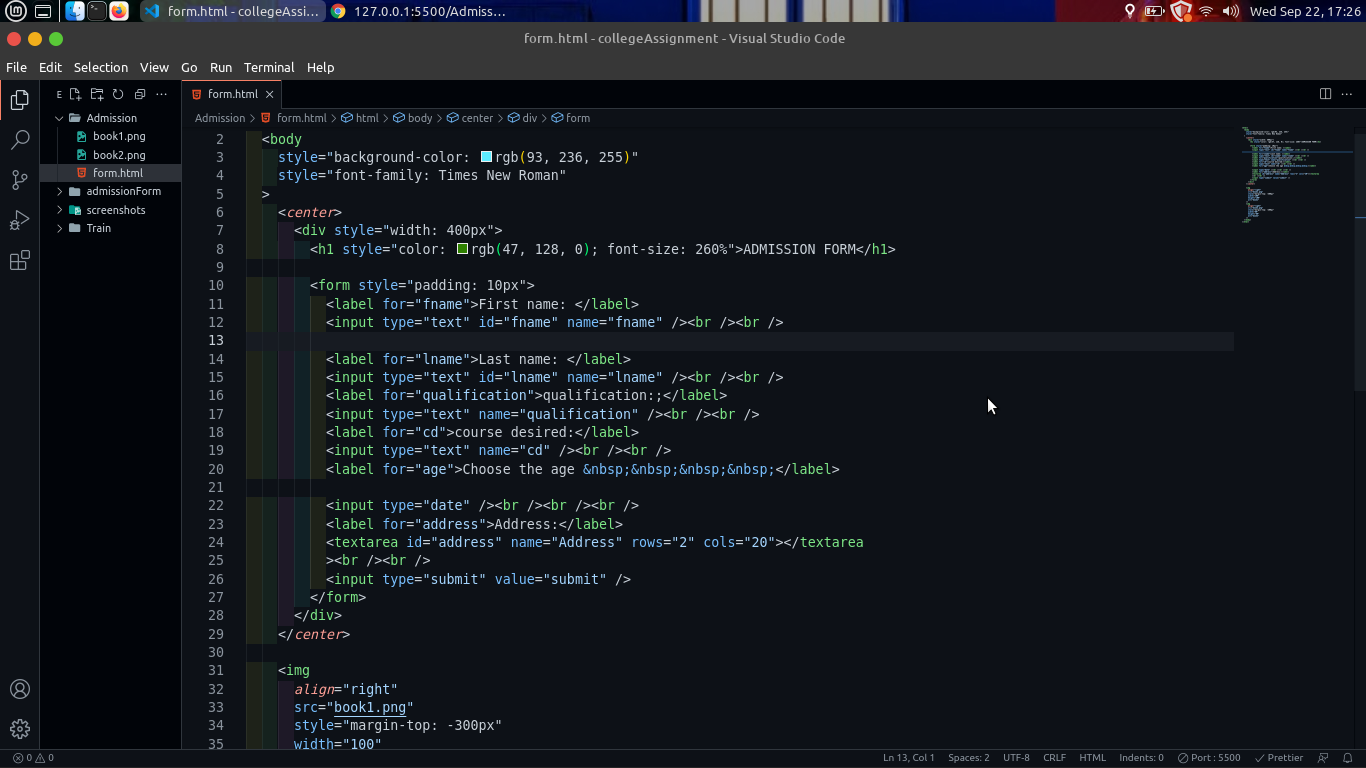 form.html - collegeAssi...
127.0.0.1:5500/Admiss...
Wed Sep 22, 17:26
form.html - collegeAssignment - Visual Studio Code
File Edit Selection View Go Run Terminal Help
E
form.html
Admission
book1.png
book2.png
form.html
admissionForm
screenshots
Train
Admission > form.html > html > body > center > div > form
2 <body
3 style="background-color: rgb(93, 236, 255)"
4 style="font-family: Times New Roman"
5 >
6 <center>
7 <div style="width: 400px">
8 <h1 style="color: rgb(47, 128, 0); font-size: 260%">ADMISSION FORM</h1>
9
10 <form style="padding: 10px">
11 <label for="fname">First name: </label>
12 <input type="text" id="fname" name="fname" /><br /><br />
13
14 <label for="lname">Last name: </label>
15 <input type="text" id="lname" name="lname" /><br /><br />
16 <label for="qualification">qualification:;</label>
17 <input type="text" name="qualification" /><br /><br />
18 <label for="cd">course desired:</label>
19 <input type="text" name="cd" /><br /><br />
20 <label for="age">Choose the age &nbsp;&nbsp;&nbsp;&nbsp;</label>
21
22 <input type="date" /><br /><br /><br />
23 <label for="address">Address:</label>
24 <textarea id="address" name="Address" rows="2" cols="20"></textarea
25 ><br /><br />
26 <input type="submit" value="submit" />
27 </form>
28 </div>
29 </center>
30
31 <img
32 align="right"
33 src="book1.png"
34 style="margin-top: -300px"
35 width="100"
0 0
Ln 13, Col 1 Spaces: 2 UTF-8 CRLF HTML Indents: 0 Port : 5500 Prettier